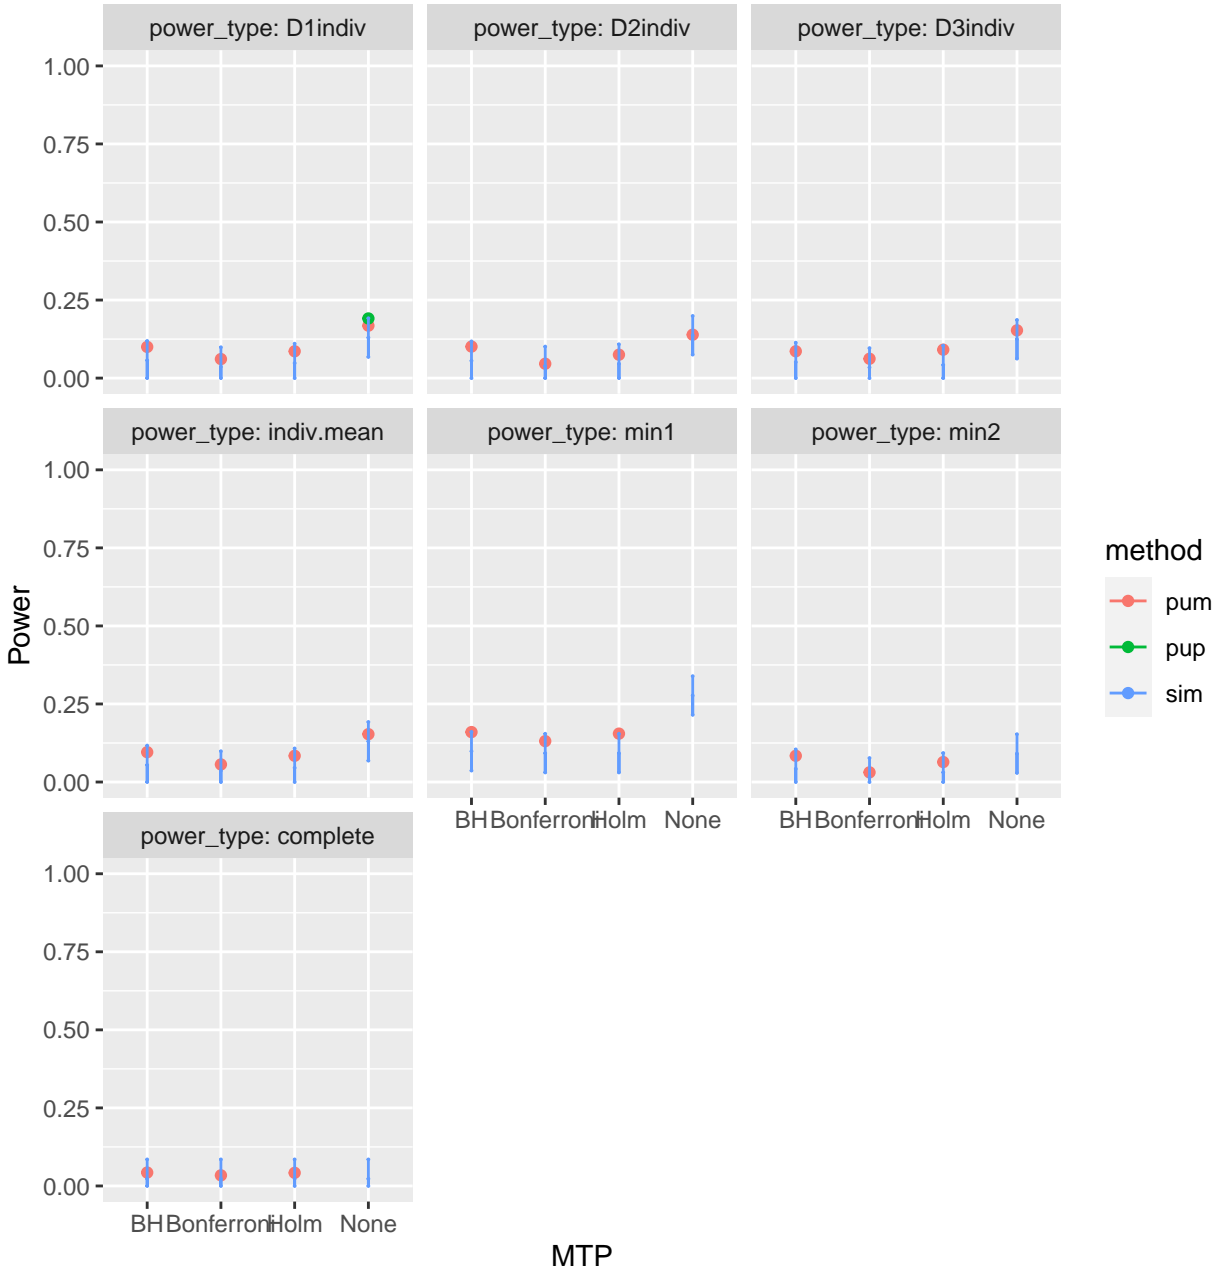 power_type: D1indiv
power_type: D2indiv
power_type: D3indiv
1.00
0.75
0.50
0.25
0.00
power_type: indiv.mean
power_type: min1
power_type: min2
1.00
0.75
0.50
0.25
0.00
BH Bonferroni Holm None
BH Bonferroni Holm None
power_type: complete
1.00
0.75
0.50
0.25
0.00
BH Bonferroni Holm None
Power
MTP
method
pum
pup
sim